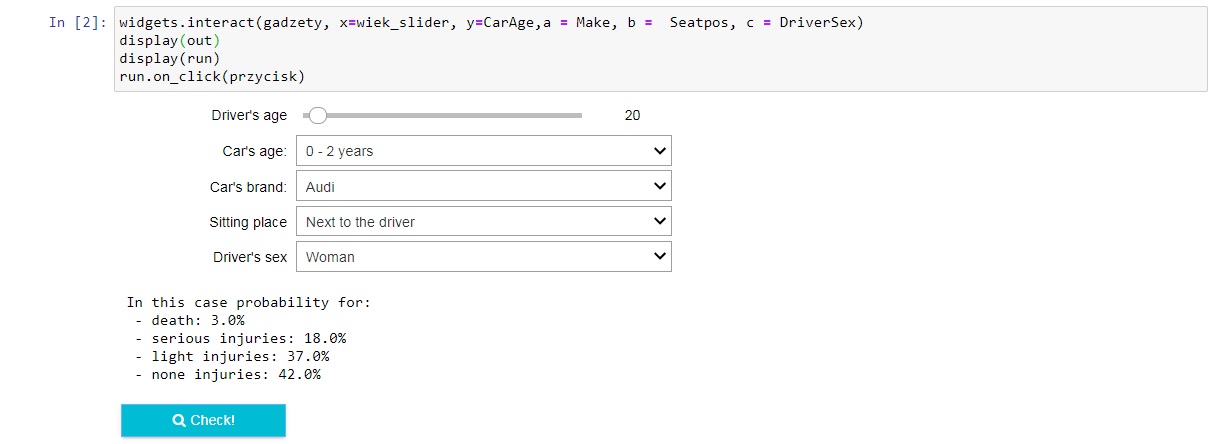 In [2]: widgets.interact(gadzety, x=wiek_slider, y=CarAge,a = Make, b =  Seatpos, c = DriverSex)
display(out)
display(run)
run.on_click(przycisk)
Driver's age 20
Car's age: 0 - 2 years
Car's brand: Audi
Sitting place Next to the driver
Driver's sex Woman
In this case probability for:
- death: 3.0%
- serious injuries: 18.0%
- light injuries: 37.0%
- none injuries: 42.0%
Check!